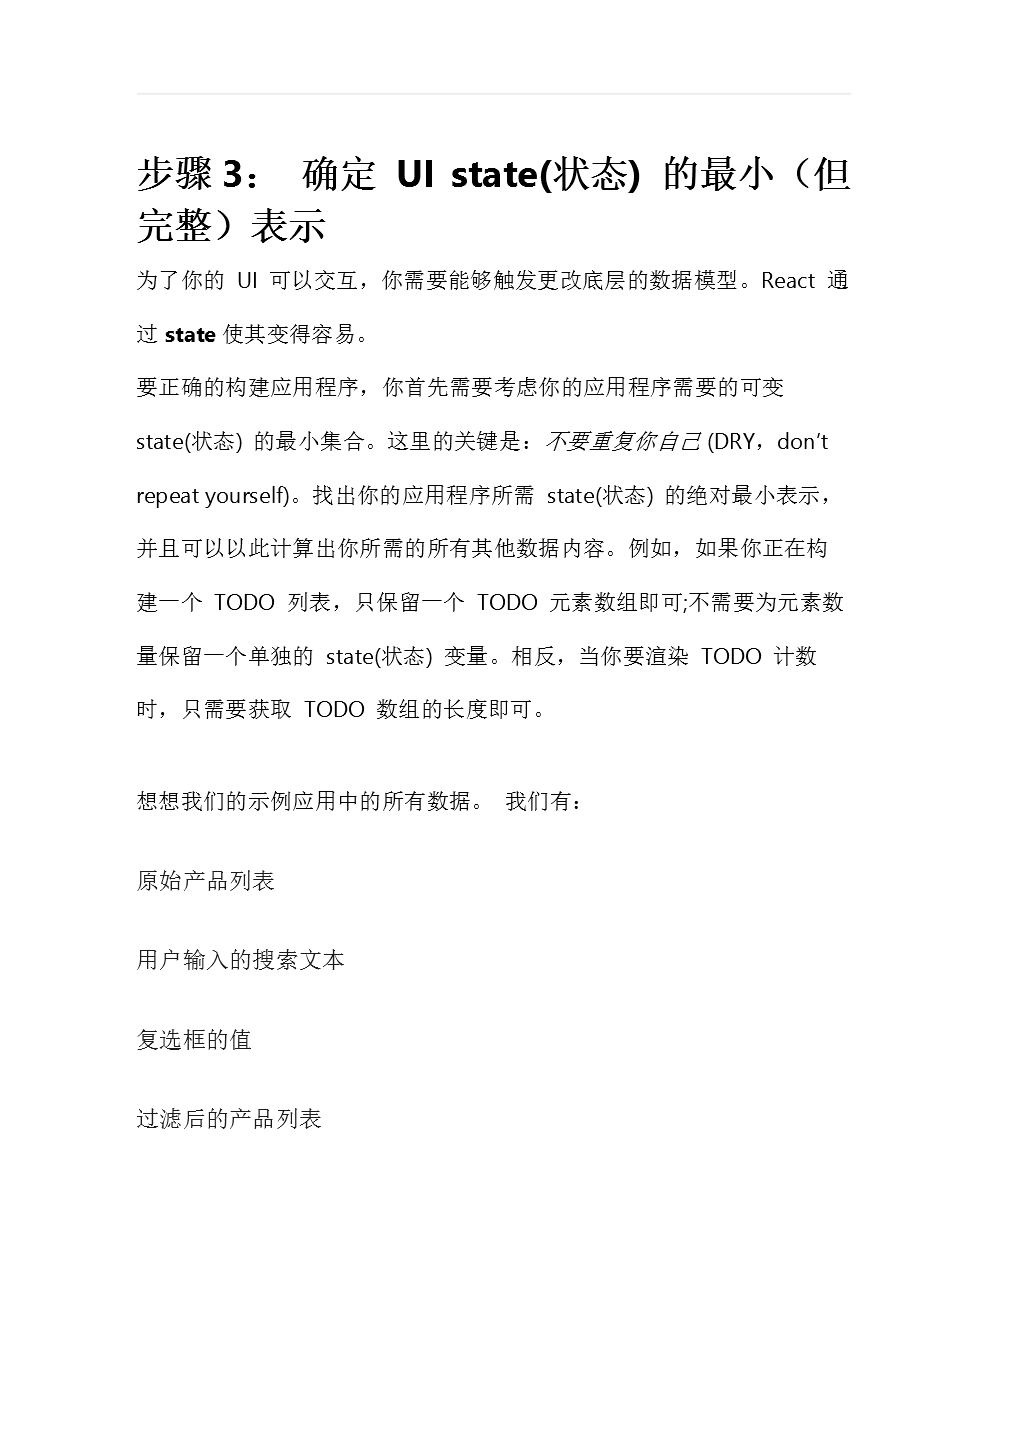 步骤3： 确定 UI state(状态) 的最小（但
完整）表示
为了你的 UI 可以交互，你需要能够触发更改底层的数据模型。React 通
过 state 使其变得容易。
要正确的构建应用程序，你首先需要考虑你的应用程序需要的可变
state(状态) 的最小集合。这里的关键是：不要重复你自己 (DRY，don’t
repeat yourself)。找出你的应用程序所需 state(状态) 的绝对最小表示，
并且可以以此计算出你所需的所有其他数据内容。例如，如果你正在构
建一个 TODO 列表，只保留一个 TODO 元素数组即可;不需要为元素数
量保留一个单独的 state(状态) 变量。相反，当你要渲染 TODO 计数
时，只需要获取 TODO 数组的长度即可。
想想我们的示例应用中的所有数据。 我们有：
原始产品列表
用户输入的搜索文本
复选框的值
过滤后的产品列表